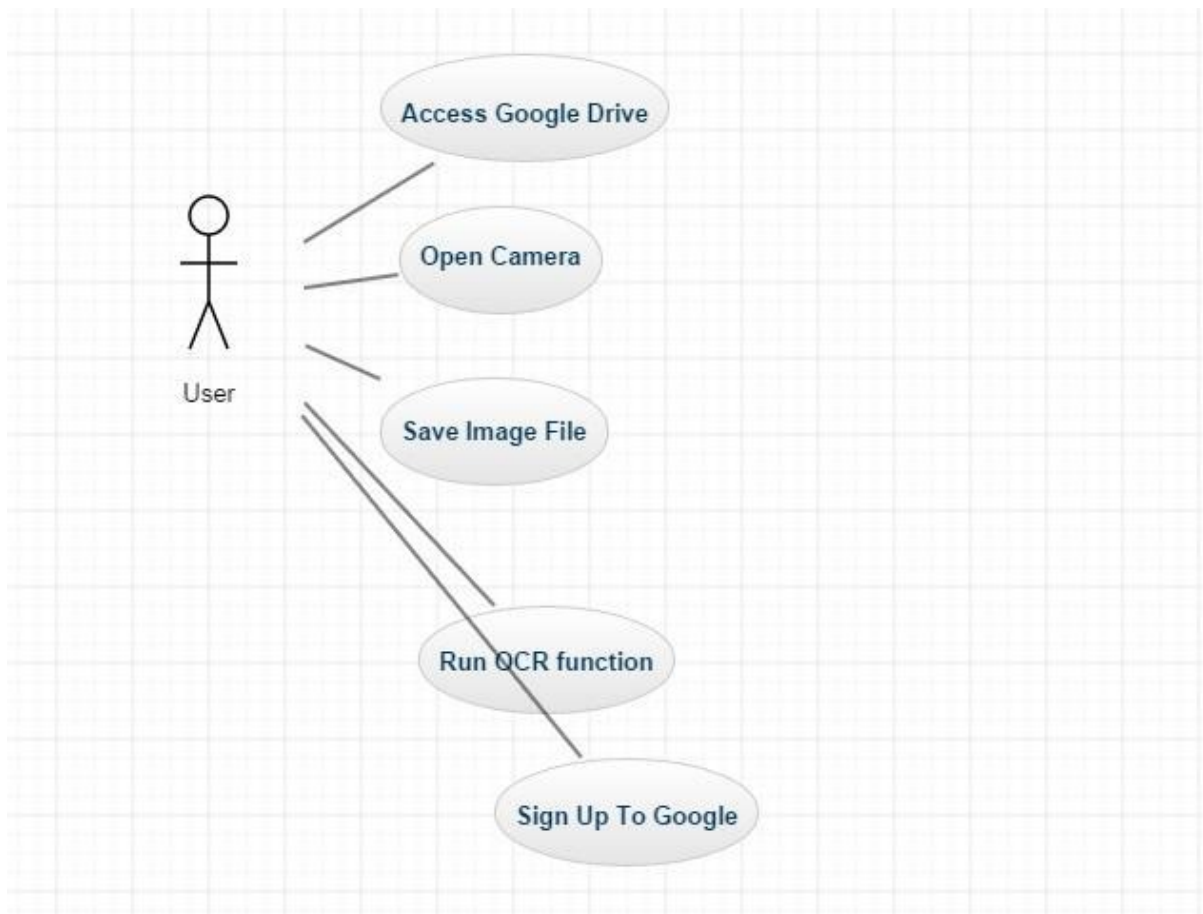 Access Google Drive
Open Camera
User
Save Image File
Run OCR function
Sign Up To Google